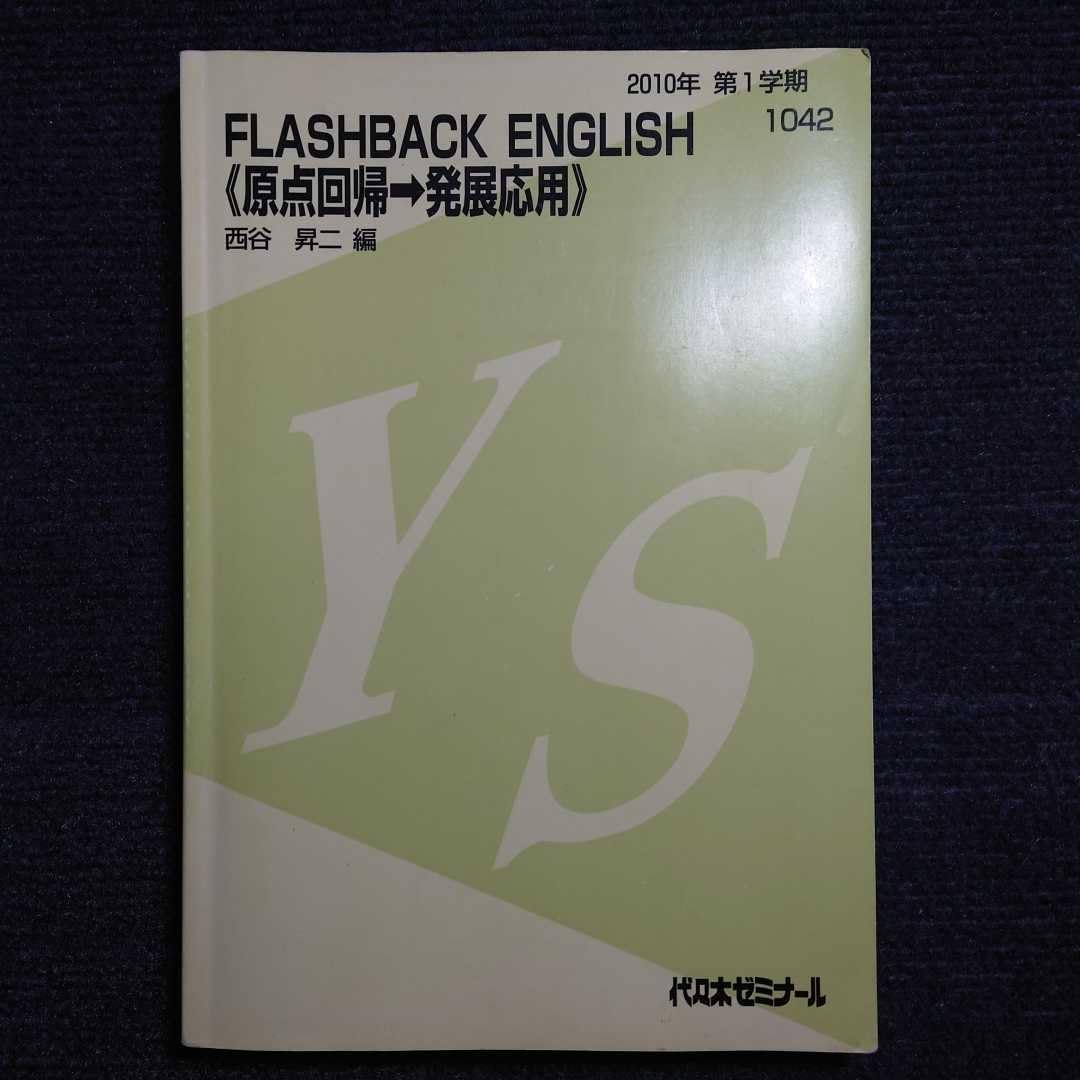 2010年 第1学期
1042
FLASHBACK ENGLISH
《原点回帰➡発展応用》
西谷 昇二 編
YS
代々木ゼミナール